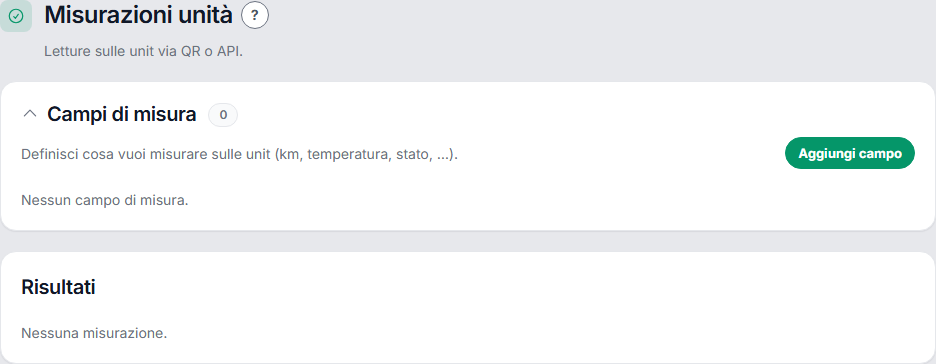 Misurazioni unità ?
Letture sulle unit via QR o API.
Campi di misura 0
Definisci cosa vuoi misurare sulle unit (km, temperatura, stato, ...).
Aggiungi campo
Nessun campo di misura.
Risultati
Nessuna misurazione.